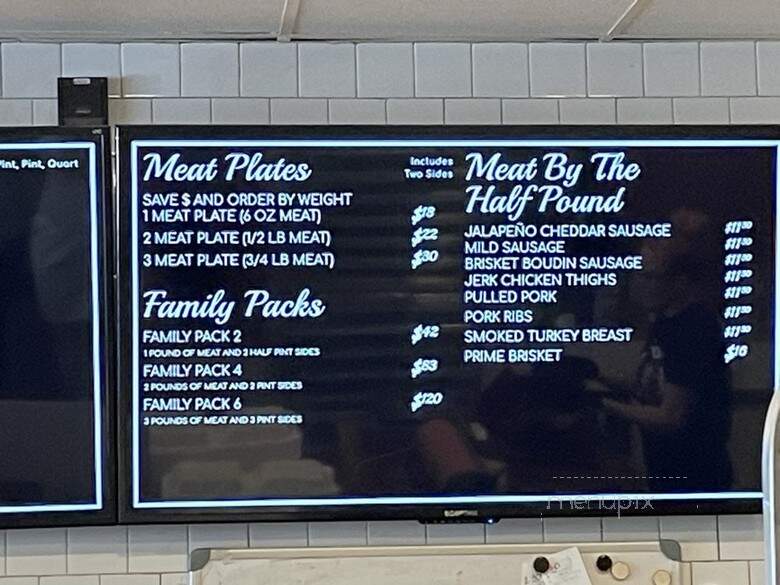 Pint, Quart
Meat Plates
Includes
Two Sides
SAVE $ AND ORDER BY WEIGHT
1 MEAT PLATE (6 OZ MEAT) $18
2 MEAT PLATE (1/2 LB MEAT) $22
3 MEAT PLATE (3/4 LB MEAT) $30
Family Packs
FAMILY PACK 2 $42
1 POUND OF MEAT AND 2 HALF PINT SIDES
FAMILY PACK 4
2 POUNDS OF MEAT AND 2 PINT SIDES
FAMILY PACK 6 $120
3 POUNDS OF MEAT AND 3 PINT SIDES
Meat By The
Half Pound
JALAPEÑO CHEDDAR SAUSAGE
MILD SAUSAGE
BRISKET BOUDIN SAUSAGE
JERK CHICKEN THIGHS
PULLED PORK
PORK RIBS
SMOKED TURKEY BREAST
PRIME BRISKET
menupix